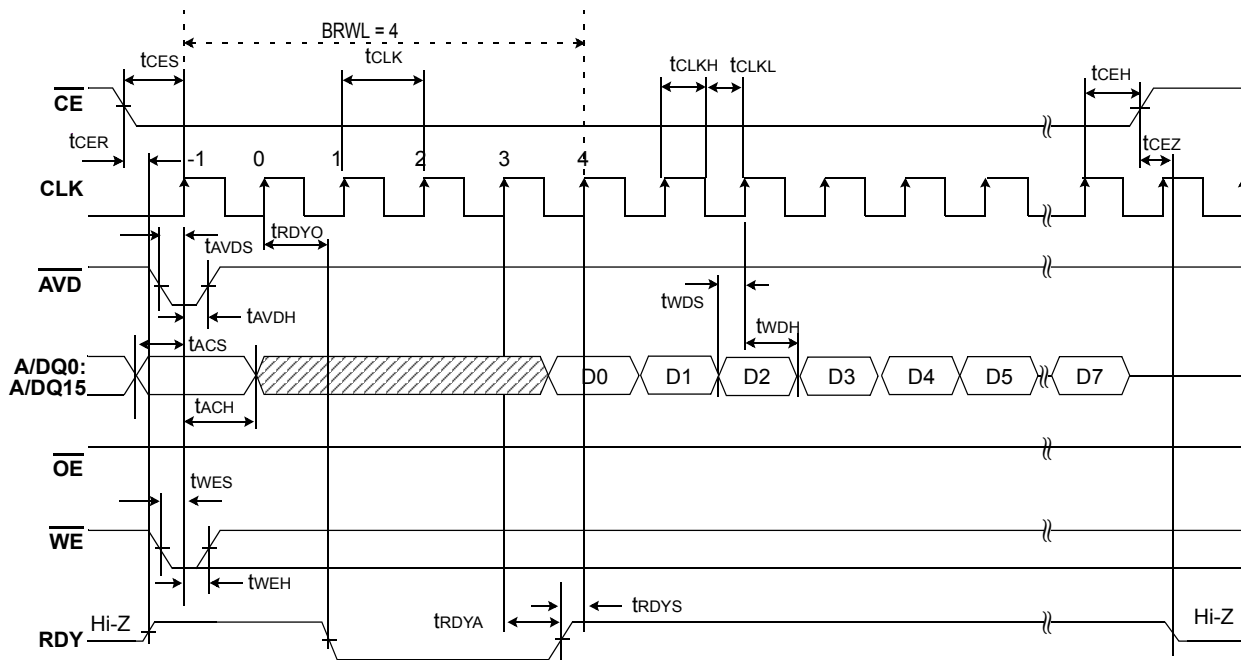 BRWL = 4
tCES
tCLK
tCLKH
tCLKL
tCEH
CE
tCER
tCEZ
-1 0 1 2 3 4
CLK
tRDYO
tAVDS
AVD
tAVDH
tWDS
tWDH
tACS
A/DQ0:
A/DQ15
D0 D1 D2 D3 D4 D5 D7
tACH
OE
tWES
WE
tWEH
tRDYA
tRDYS
Hi-Z
RDY
Hi-Z